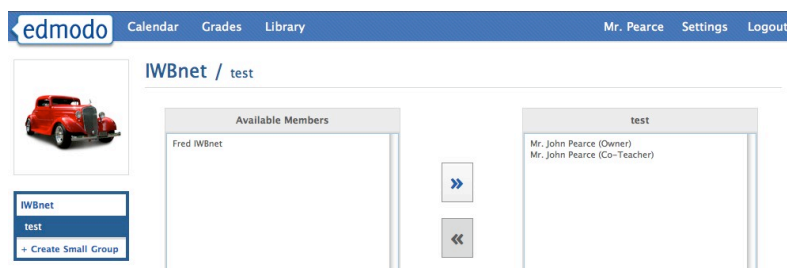 edmodo Calendar Grades Library Mr. Pearce Settings Logout
IWBnet / test
Available Members
Fred IWBnet
»
«
test
Mr. John Pearce (Owner)
Mr. John Pearce (Co-Teacher)
IWBnet
test
+ Create Small Group